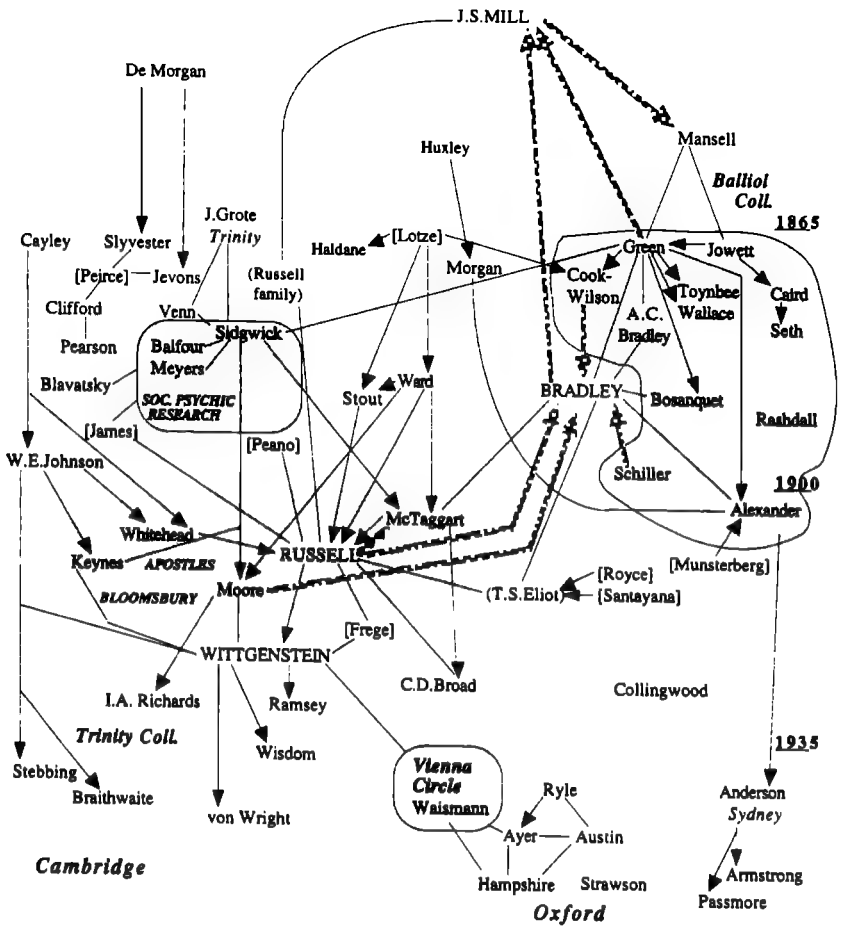 J.S.MILL
De Morgan
Mansell
Huxley
Balliol
Coll.
1865
J.Grote
Trinity
Cayley
Slyvester
Haldane
[Lotze]
Green
Jowett
[Peirce]
Jevons
(Russell
family)
Morgan
Cook-
Wilson
Toynbee
Wallace
Caird
Clifford
Venn
A.C.
Bradley
Seth
Sidgwick
Pearson
Balfour
Meyers
Blavatsky
SOC. PSYCHIC
RESEARCH
Stout
Ward
BRADLEY
Bosanquet
Rashdall
[James]
[Peano]
W.E.Johnson
Schiller
1900
Alexander
Whitehead
McTaggart
Keynes
APOSTLES
RUSSELL
[Munsterberg]
BLOOMSBURY
Moore
(T.S.Eliot)
[Royce]
[Santayana]
[Frege]
WITTGENSTEIN
I.A. Richards
Ramsey
C.D.Broad
Collingwood
Trinity Coll.
Wisdom
1935
Stebbing
Braithwaite
von Wright
Vienna
Circle
Waismann
Ryle
Ayer
Austin
Anderson
Sydney
Cambridge
Hampshire
Strawson
Armstrong
Passmore
Oxford